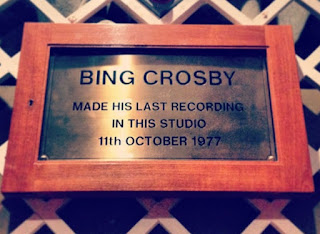 BING CROSBY
MADE HIS LAST RECORDING
IN THIS STUDIO
11th OCTOBER 1977